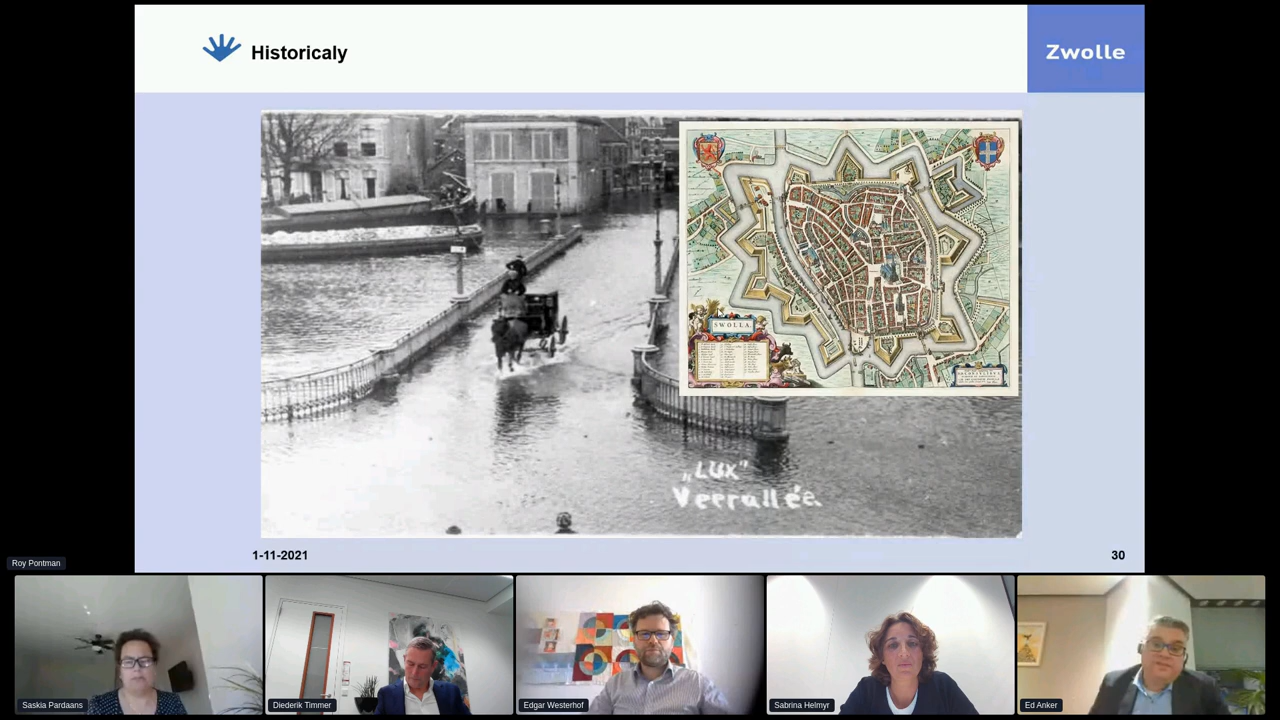 Historicaly
Zwolle
SWOLLA.
„LUX”
Veerallée.
1-11-2021
30
Roy Pontman
Saskia Pardaans
Diederik Timmer
Edgar Westerhof
Sabrina Helmyr
Ed Anker